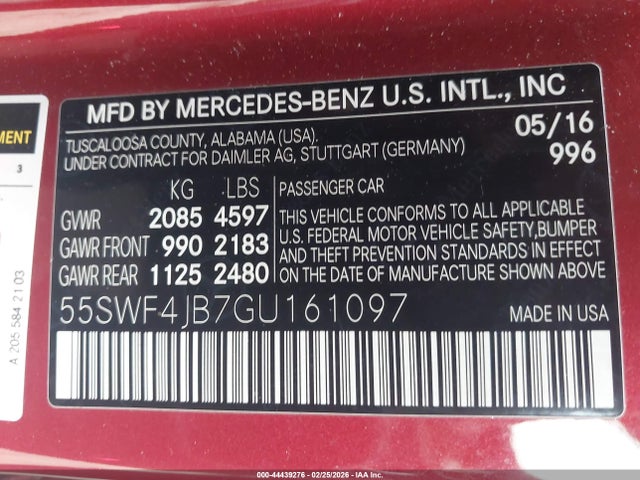 MENT
3
A 205 584 21 03
MFD BY MERCEDES-BENZ U.S. INTL., INC
TUSCALOOSA COUNTY, ALABAMA (USA).
UNDER CONTRACT FOR DAIMLER AG, STUTTGART (GERMANY)
05/16
996
KG LBS
GVWR 2085 4597
GAWR FRONT 990 2183
GAWR REAR 1125 2480
PASSENGER CAR
THIS VEHICLE CONFORMS TO ALL APPLICABLE
U.S. FEDERAL MOTOR VEHICLE SAFETY,BUMPER
AND THEFT PREVENTION STANDARDS IN EFFECT
ON THE DATE OF MANUFACTURE SHOWN ABOVE.
55SWF4JB7GU161097
000-44439276 - 02/25/2026 - IAA Inc.